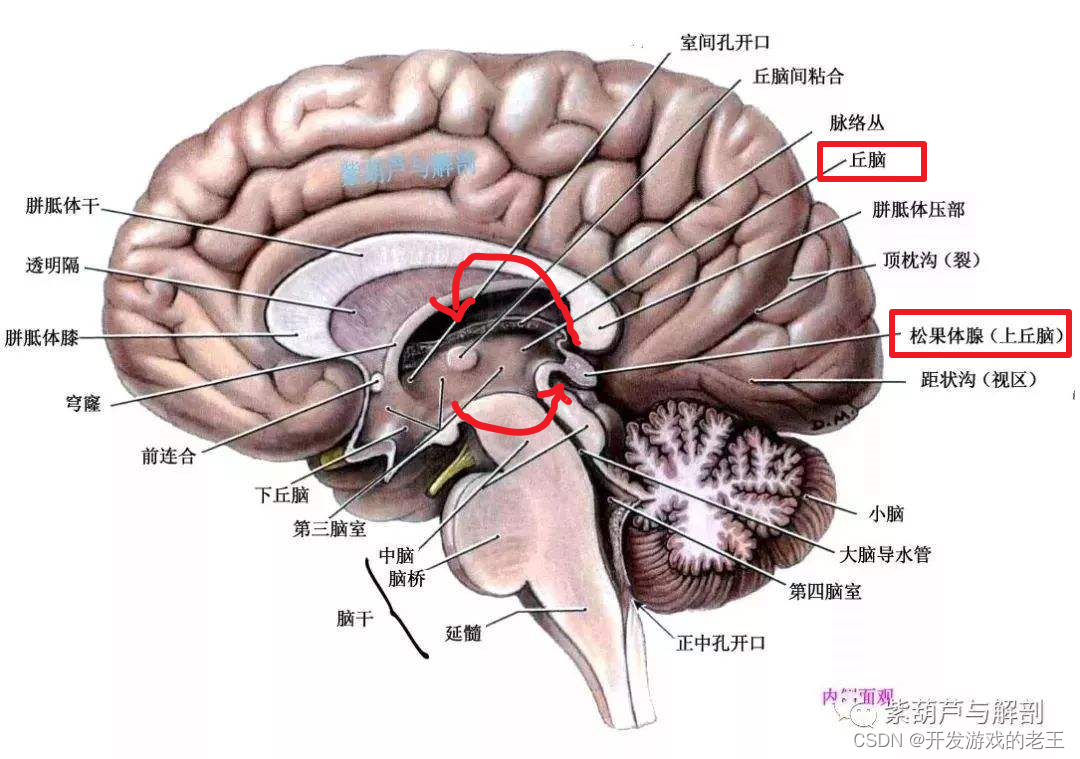 室间孔开口
丘脑间粘合
脉络丛
丘脑
胼胝体干
胼胝体压部
透明隔
顶枕沟（裂）
胼胝体膝
松果体腺（上丘脑）
距状沟（视区）
穹窿
前连合
下丘脑
第三脑室
小脑
中脑
大脑导水管
脑桥
第四脑室
脑干
延髓
正中孔开口
紫葫芦与解剖
D.M.
内侧面观
紫葫芦与解剖
CSDN @开发游戏的老王